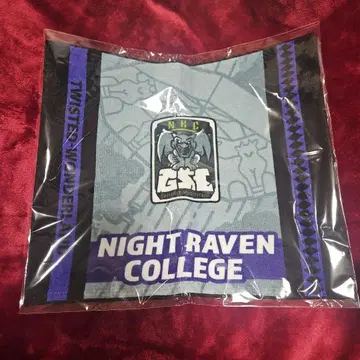 TWISTED WONDERLAND
NRC
GSC
NIGHT RAVEN
COLLEGE